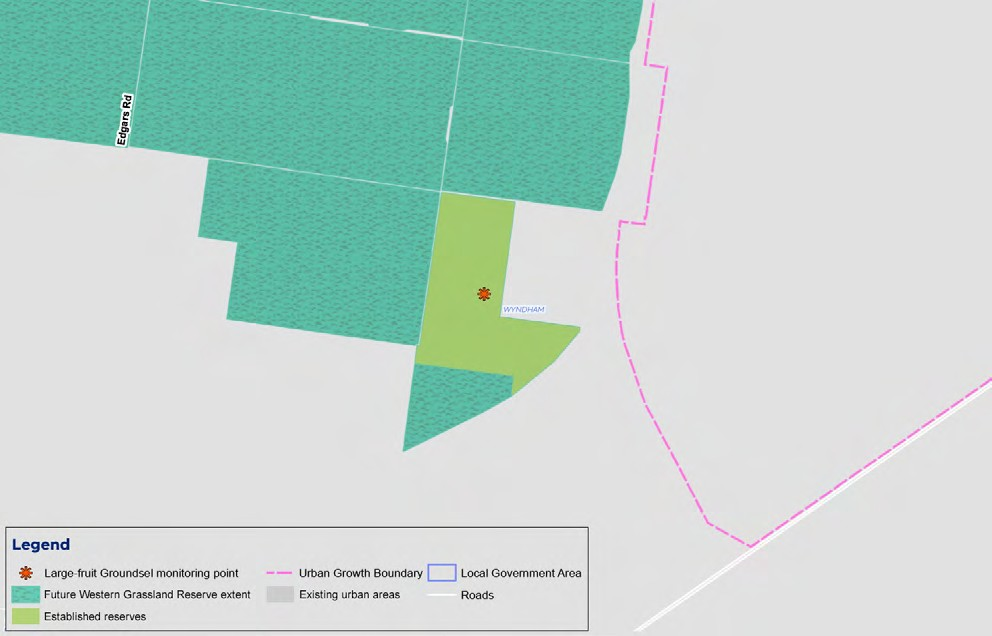 Edgars Rd
WYNDHAM
Legend
Large-fruit Groundsel monitoring point
Urban Growth Boundary
Local Government Area
Future Western Grassland Reserve extent
Existing urban areas
Roads
Established reserves